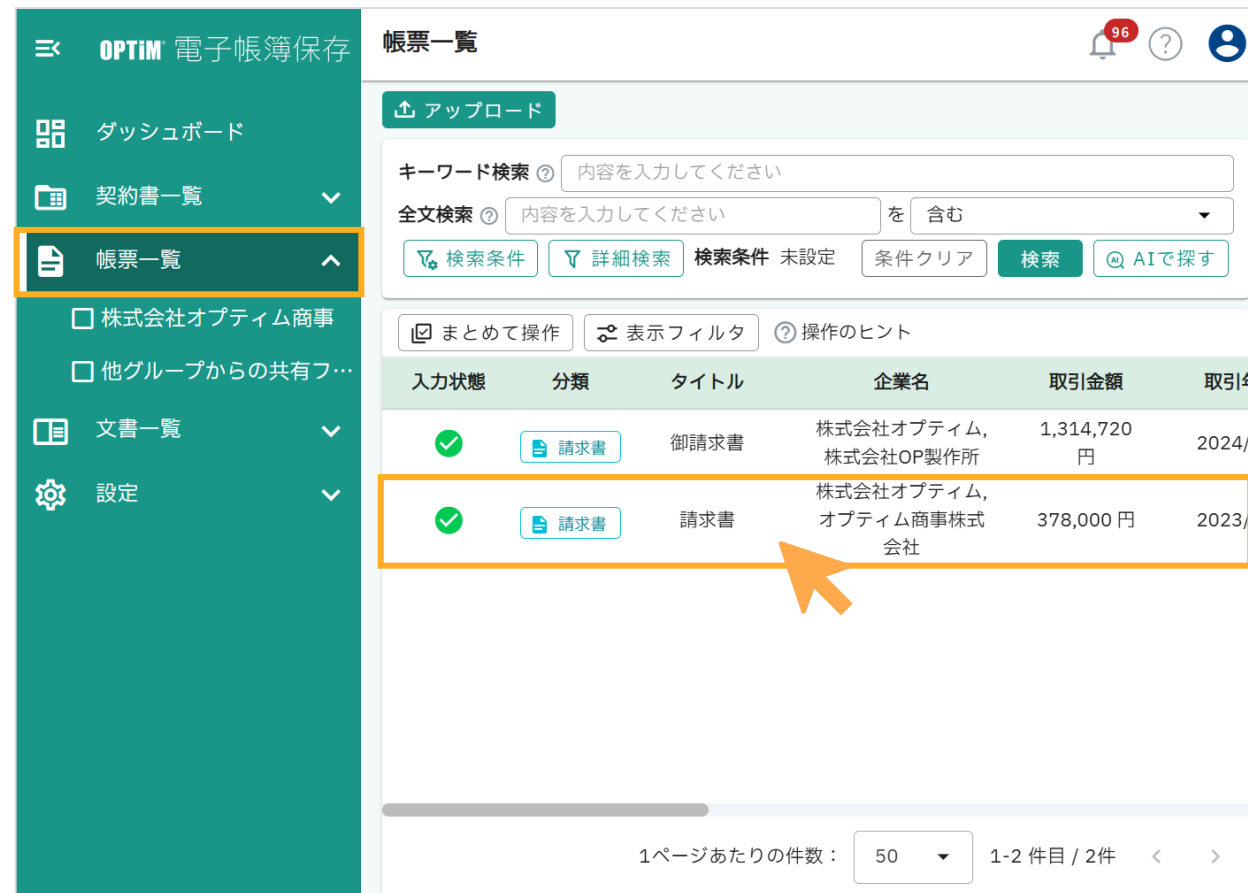 OPTiM 電子帳簿保存
帳票一覧
96
ダッシュボード
契約書一覧
帳票一覧
株式会社オプティム商事
他グループからの共有フ…
文書一覧
設定
アップロード
キーワード検索 ? 内容を入力してください
全文検索 ? 内容を入力してください を 含む
検索条件 詳細検索 検索条件 未設定 条件クリア 検索 AI AIで探す
まとめて操作 表示フィルタ ? 操作のヒント
入力状態 分類 タイトル 企業名 取引金額 取引年
請求書 御請求書 株式会社オプティム, 1,314,720 2024/
株式会社OP製作所 円
株式会社オプティム,
請求書 請求書 オプティム商事株式 378,000 円 2023/
会社
1ページあたりの件数： 50 1-2 件目 / 2件